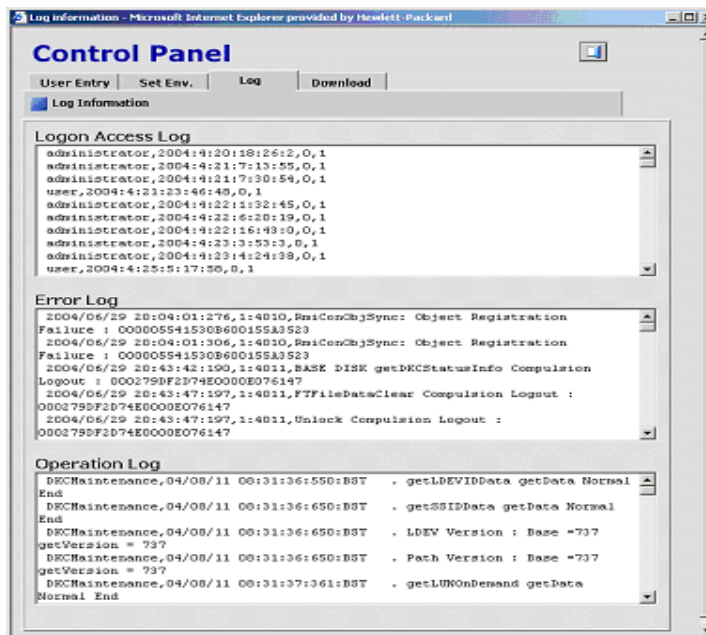 Log information - Microsoft Internet Explorer provided by Hewlett-Packard
Control Panel
User Entry
Set Env.
Log
Download
Log Information
Logon Access Log
administrator,2004:4:20:18:26:2,0,1
administrator,2004:4:21:7:13:55,0,1
administrator,2004:4:21:7:30:54,0,1
user,2004:4:21:23:46:48,0,1
administrator,2004:4:22:1:32:45,0,1
administrator,2004:4:22:6:20:19,0,1
administrator,2004:4:22:16:43:0,0,1
administrator,2004:4:23:3:53:3,0,1
administrator,2004:4:23:4:24:38,0,1
user,2004:4:25:5:17:58,0,1
Error Log
2004/06/29 20:04:01:276,1:4010,RmiConObjSync: Object Registration
Failure : 000005541530B600155A3523
2004/06/29 20:04:01:306,1:4010,RmiConObjSync: Object Registration
Failure : 000005541530B600155A3523
2004/06/29 20:43:42:190,1:4011,BASE DISK getDKCStatusInfo Compulsion
Logout : 000279DF2D74E0000E076147
2004/06/29 20:43:47:197,1:4011,FTFileDataClear Compulsion Logout :
000279DF2D74E0000E076147
2004/06/29 20:43:47:197,1:4011,Unlock Compulsion Logout :
000279DF2D74E0000E076147
Operation Log
DKCMaintenance,04/08/11 08:31:36:550:BST . getLDEVIDData getData Normal
End
DKCMaintenance,04/08/11 08:31:36:650:BST . getSSIDData getData Normal
End
DKCMaintenance,04/08/11 08:31:36:650:BST . LDEV Version : Base =737
getVersion = 737
DKCMaintenance,04/08/11 08:31:36:650:BST . Path Version : Base =737
getVersion = 737
DKCMaintenance,04/08/11 08:31:37:361:BST . getLUNOnDemand getData
Normal End